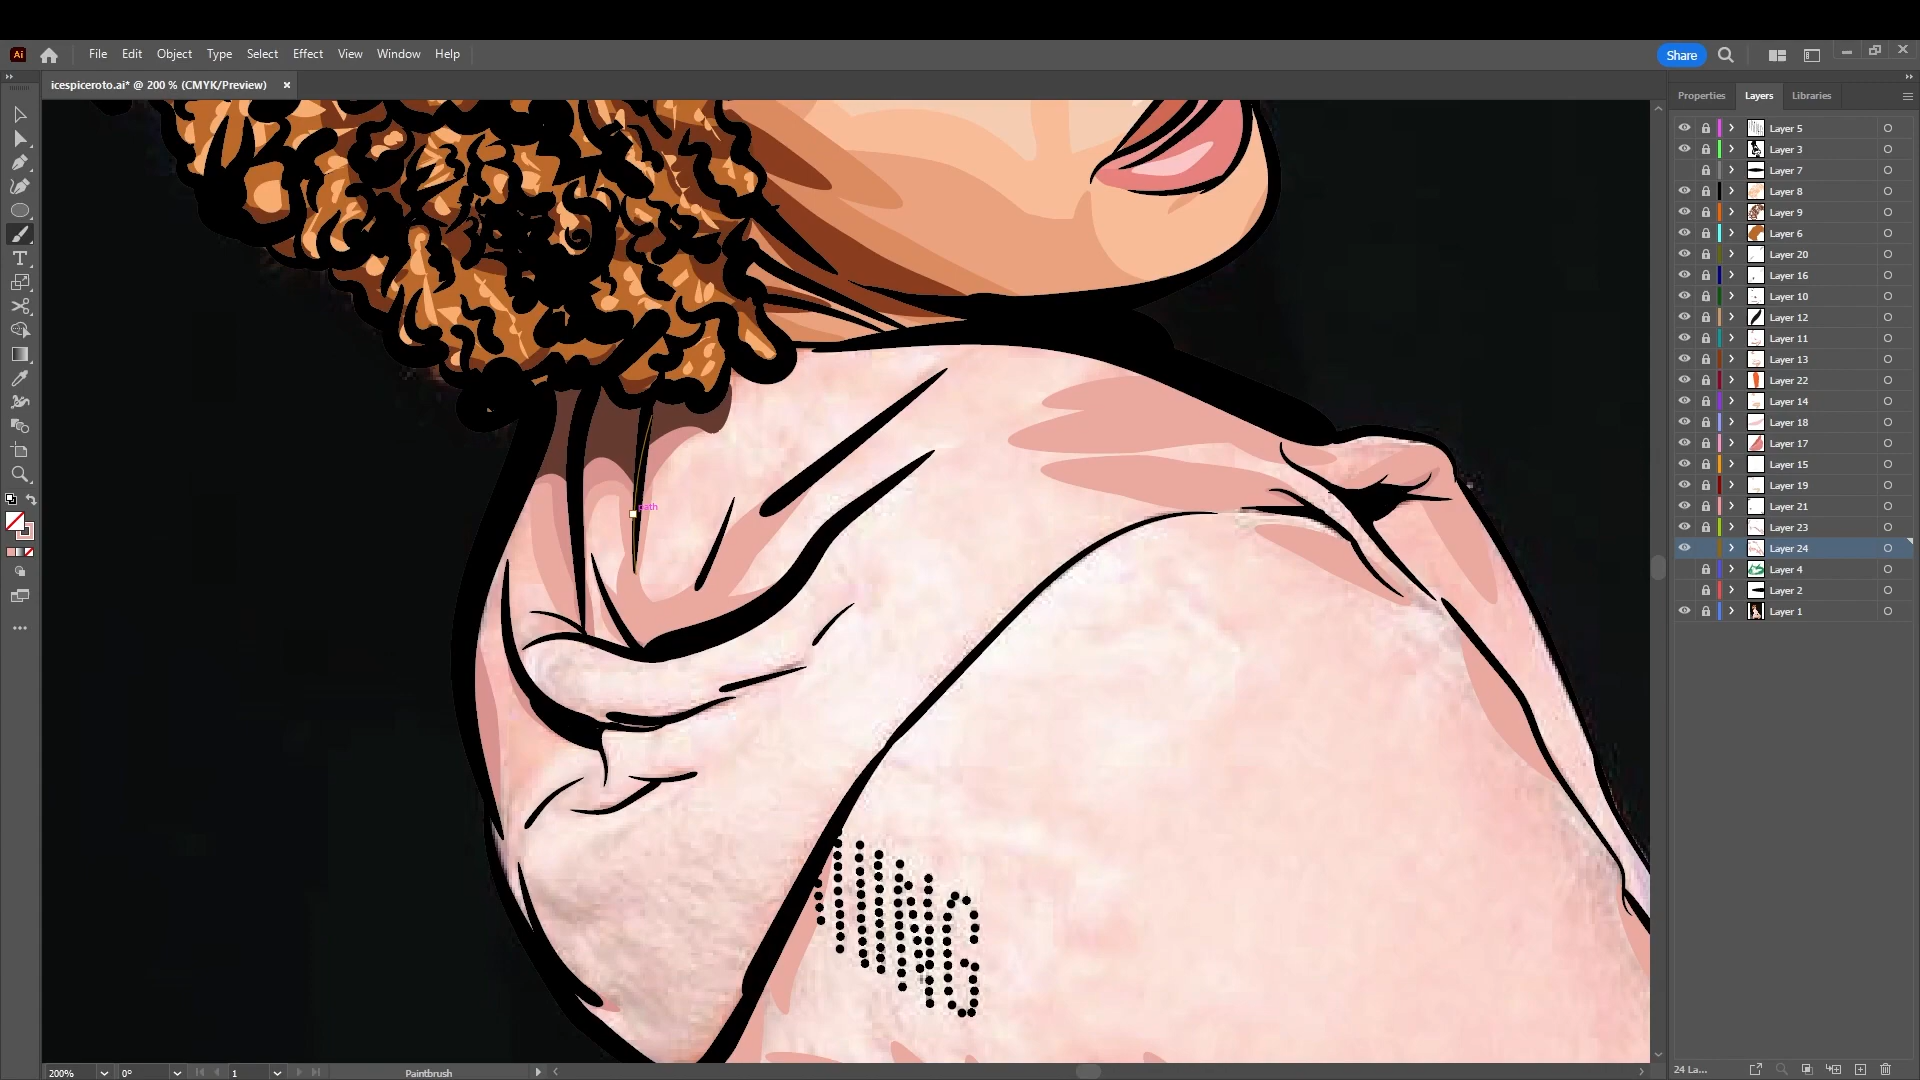 Ai File Edit Object Type Select Effect View Window Help Share
icespiceroto.ai* @ 200 % (CMYK/Preview)
Properties Layers Libraries
Layer 5
Layer 3
Layer 7
Layer 8
Layer 9
Layer 6
Layer 20
Layer 16
Layer 10
Layer 12
Layer 11
Layer 13
Layer 22
Layer 14
Layer 18
Layer 17
Layer 15
Layer 19
Layer 21
Layer 23
Layer 24
Layer 4
Layer 2
Layer 1
path
200% 0° 1 Paintbrush
24 La...